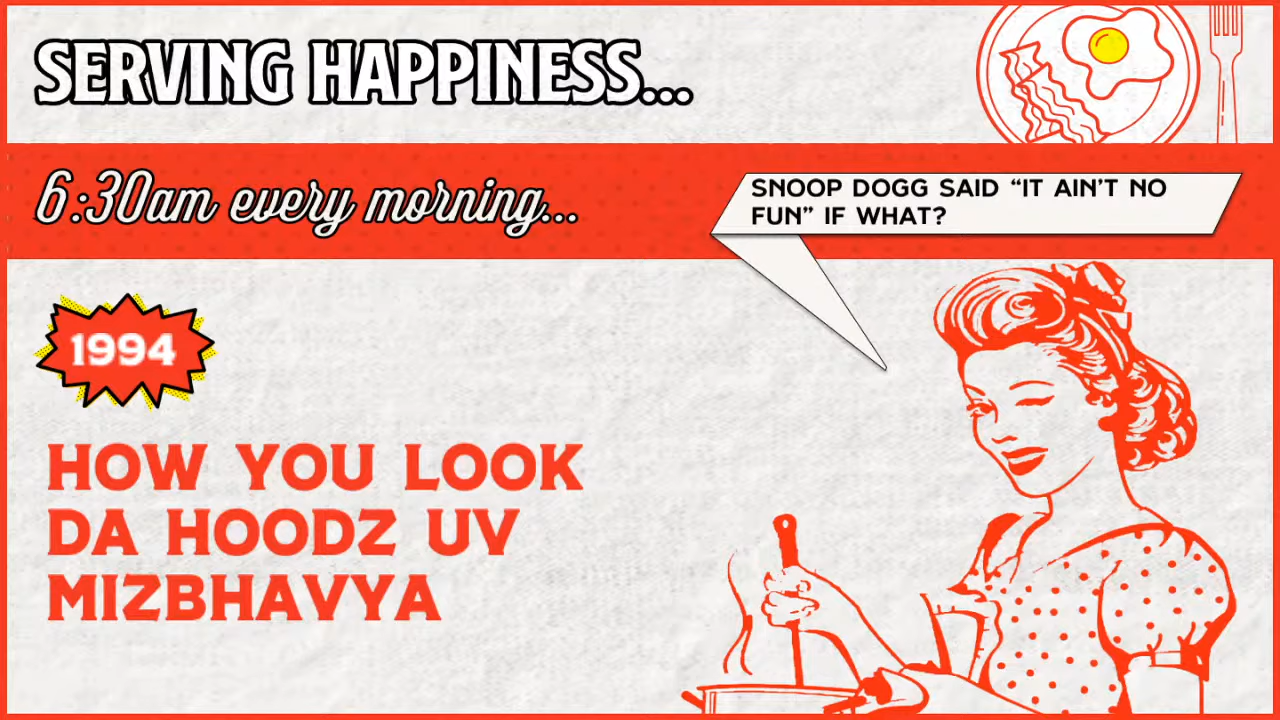 SERVING HAPPINESS...
6:30am every morning...
SNOOP DOGG SAID “IT AIN’T NO
FUN” IF WHAT?
1994
HOW YOU LOOK
DA HOODZ UV
MIZBHAVYA